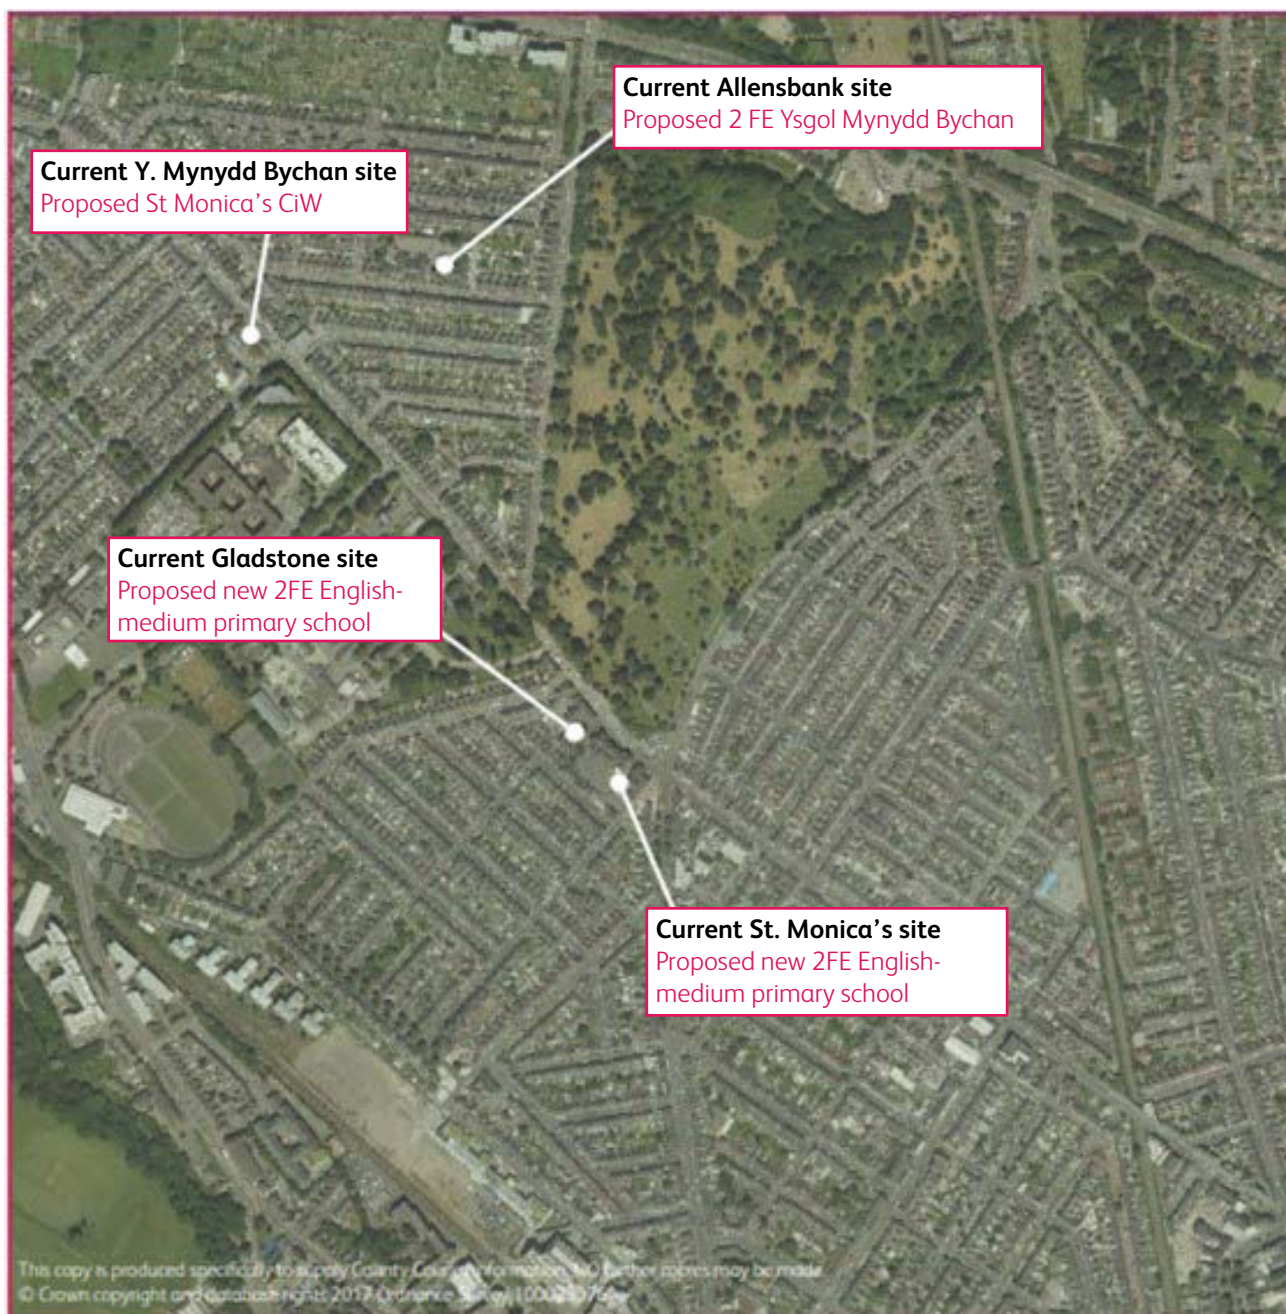 Current Allensbank site
Proposed 2 FE Ysgol Mynydd Bychan
Current Y. Mynydd Bychan site
Proposed St Monica's CiW
Current Gladstone site
Proposed new 2FE English-
medium primary school
Current St. Monica's site
Proposed new 2FE English-
medium primary school
This copy is produced specifically to supply County Council information. NO further copies may be made
© Crown copyright and database rights 2017 Ordnance Survey